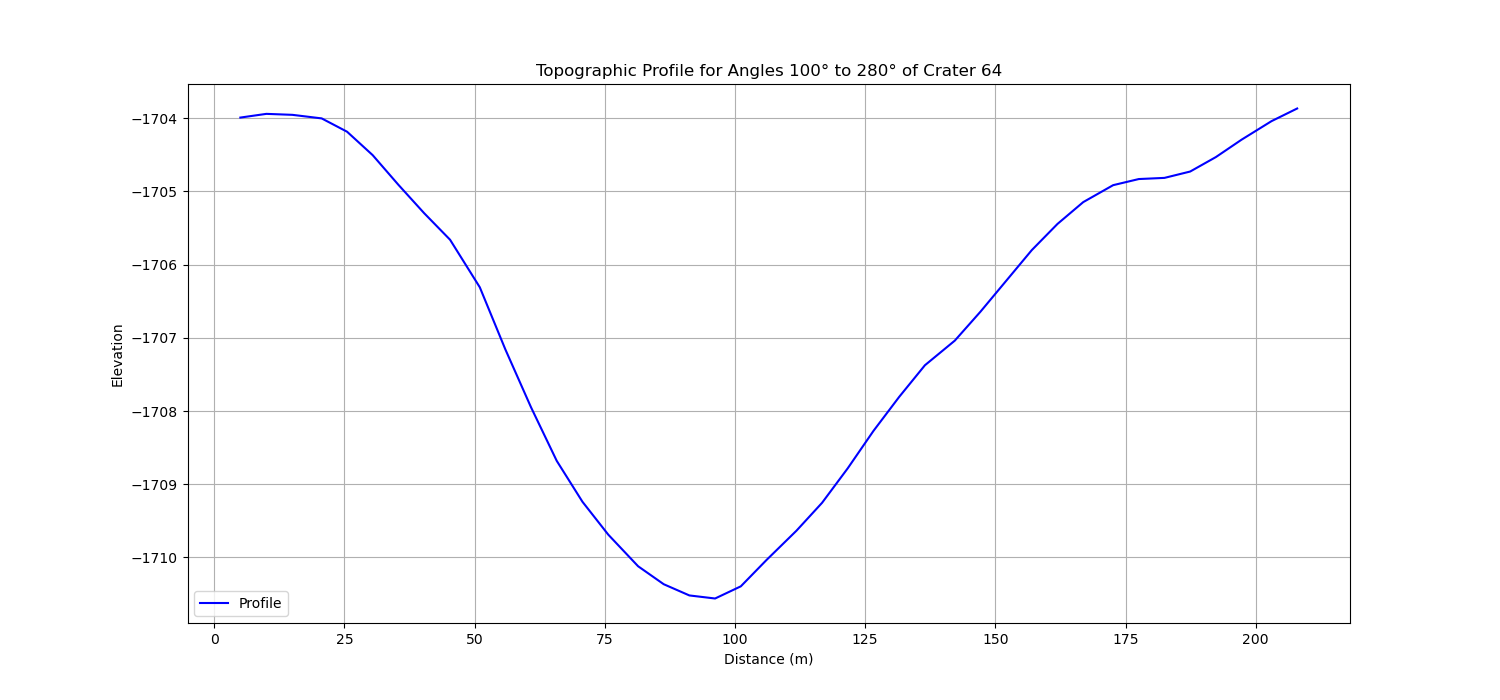 Topographic Profile for Angles 100° to 280° of Crater 64
−1704
−1705
−1706
−1707
−1708
−1709
−1710
Elevation
Profile
0 25 50 75 100 125 150 175 200
Distance (m)